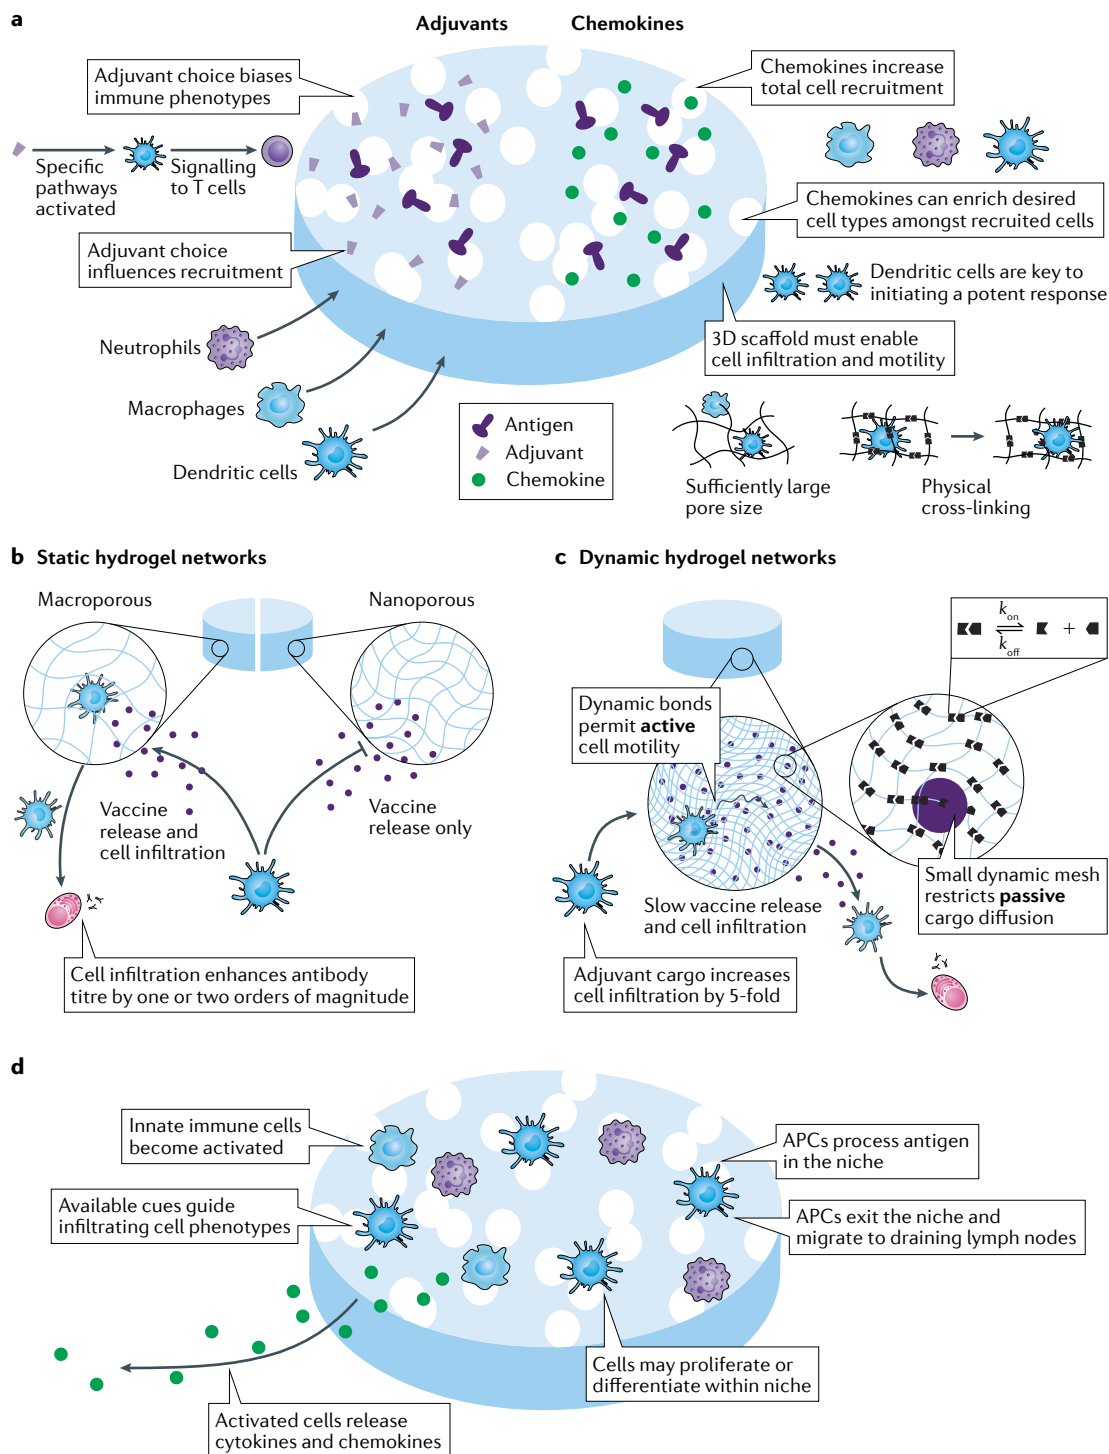 a
Adjuvants
Chemokines
Adjuvant choice biases
immune phenotypes
Chemokines increase
total cell recruitment
Specific
pathways
activated
Signalling
to T cells
Chemokines can enrich desired
cell types amongst recruited cells
Adjuvant choice
influences recruitment
Dendritic cells are key to
initiating a potent response
Neutrophils
3D scaffold must enable
cell infiltration and motility
Macrophages
Dendritic cells
Antigen
Adjuvant
Chemokine
Sufficiently large
pore size
Physical
cross-linking
b Static hydrogel networks
Macroporous
Nanoporous
Vaccine
release and
cell infiltration
Vaccine
release only
Cell infiltration enhances antibody
titre by one or two orders of magnitude
c Dynamic hydrogel networks
kon
koff
+
Dynamic bonds
permit active
cell motility
Small dynamic mesh
restricts passive
cargo diffusion
Slow vaccine release
and cell infiltration
Adjuvant cargo increases
cell infiltration by 5-fold
d
Innate immune cells
become activated
APCs process antigen
in the niche
Available cues guide
infiltrating cell phenotypes
APCs exit the niche and
migrate to draining lymph nodes
Cells may proliferate or
differentiate within niche
Activated cells release
cytokines and chemokines